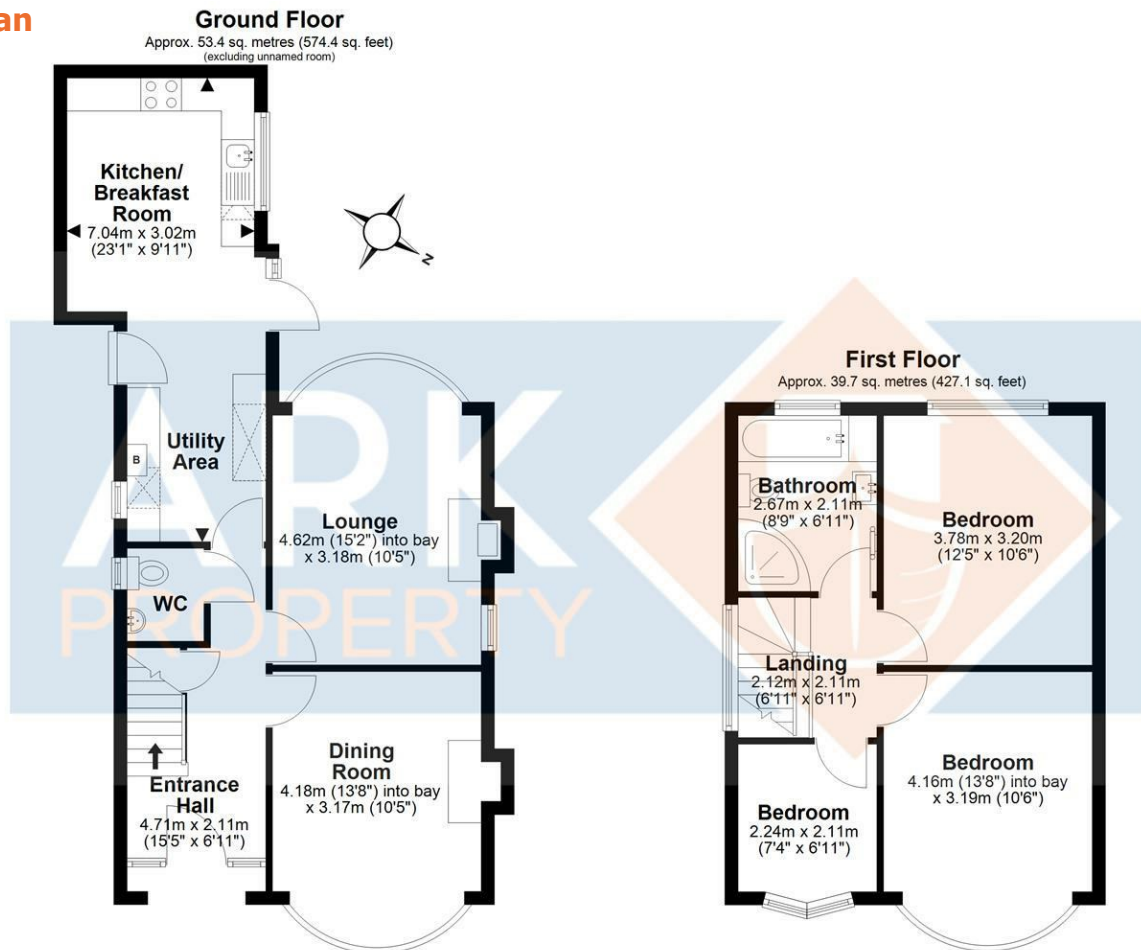 an
Ground Floor
Approx. 53.4 sq. metres (574.4 sq. feet)
(excluding unnamed room)
Kitchen/
Breakfast
Room
7.04m x 3.02m
(23'1" x 9'11")
N
Utility
Area
B
Lounge
4.62m (15'2") into bay
x 3.18m (10'5")
WC
Dining
Room
4.18m (13'8") into bay
x 3.17m (10'5")
Entrance
Hall
4.71m x 2.11m
(15'5" x 6'11")
First Floor
Approx. 39.7 sq. metres (427.1 sq. feet)
Bathroom
2.67m x 2.11m
(8'9" x 6'11")
Bedroom
3.78m x 3.20m
(12'5" x 10'6")
Landing
2.12m x 2.11m
(6'11" x 6'11")
Bedroom
4.16m (13'8") into bay
x 3.19m (10'6")
Bedroom
2.24m x 2.11m
(7'4" x 6'11")
ARK
PROPERTY